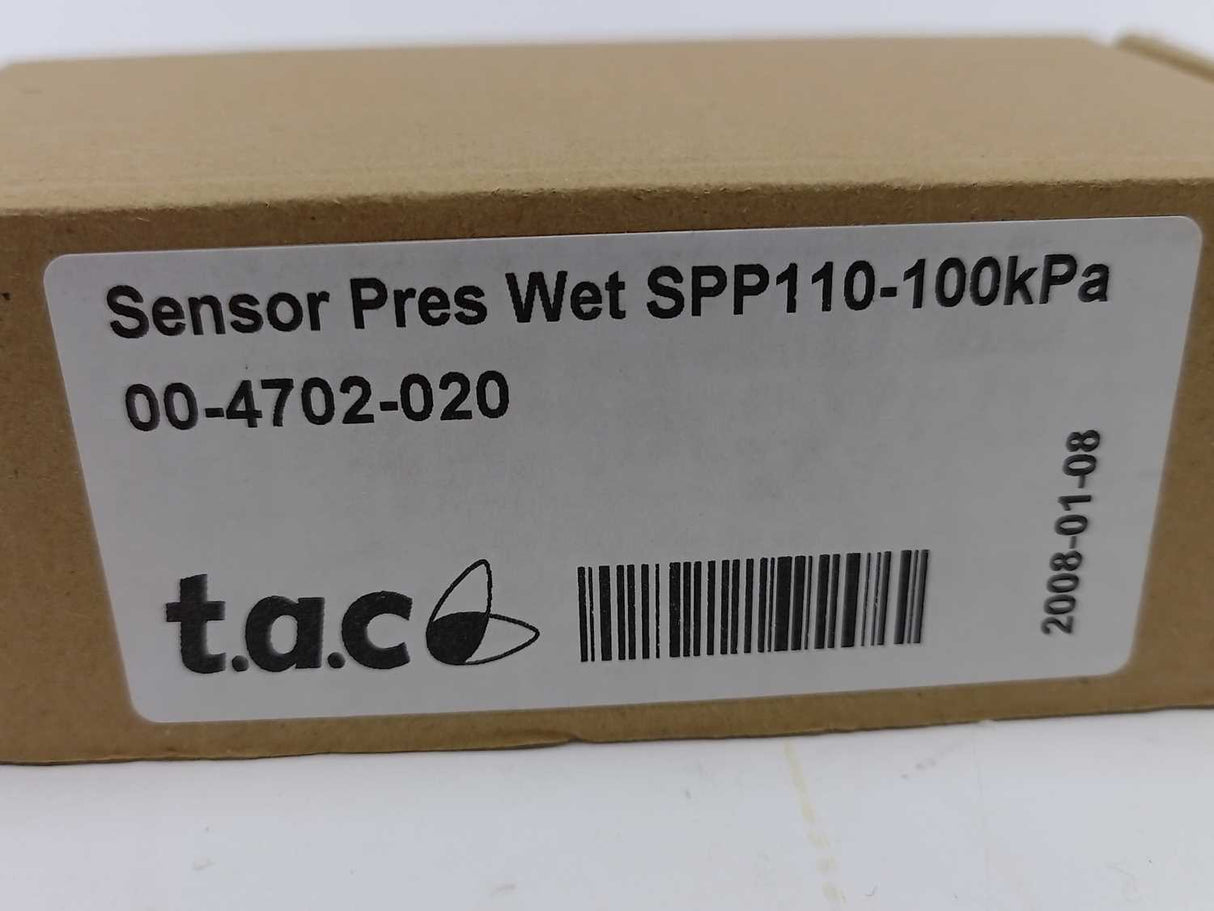 Sensor Pres Wet SPP110-100kPa
00-4702-020
t.a.c
2008-01-08